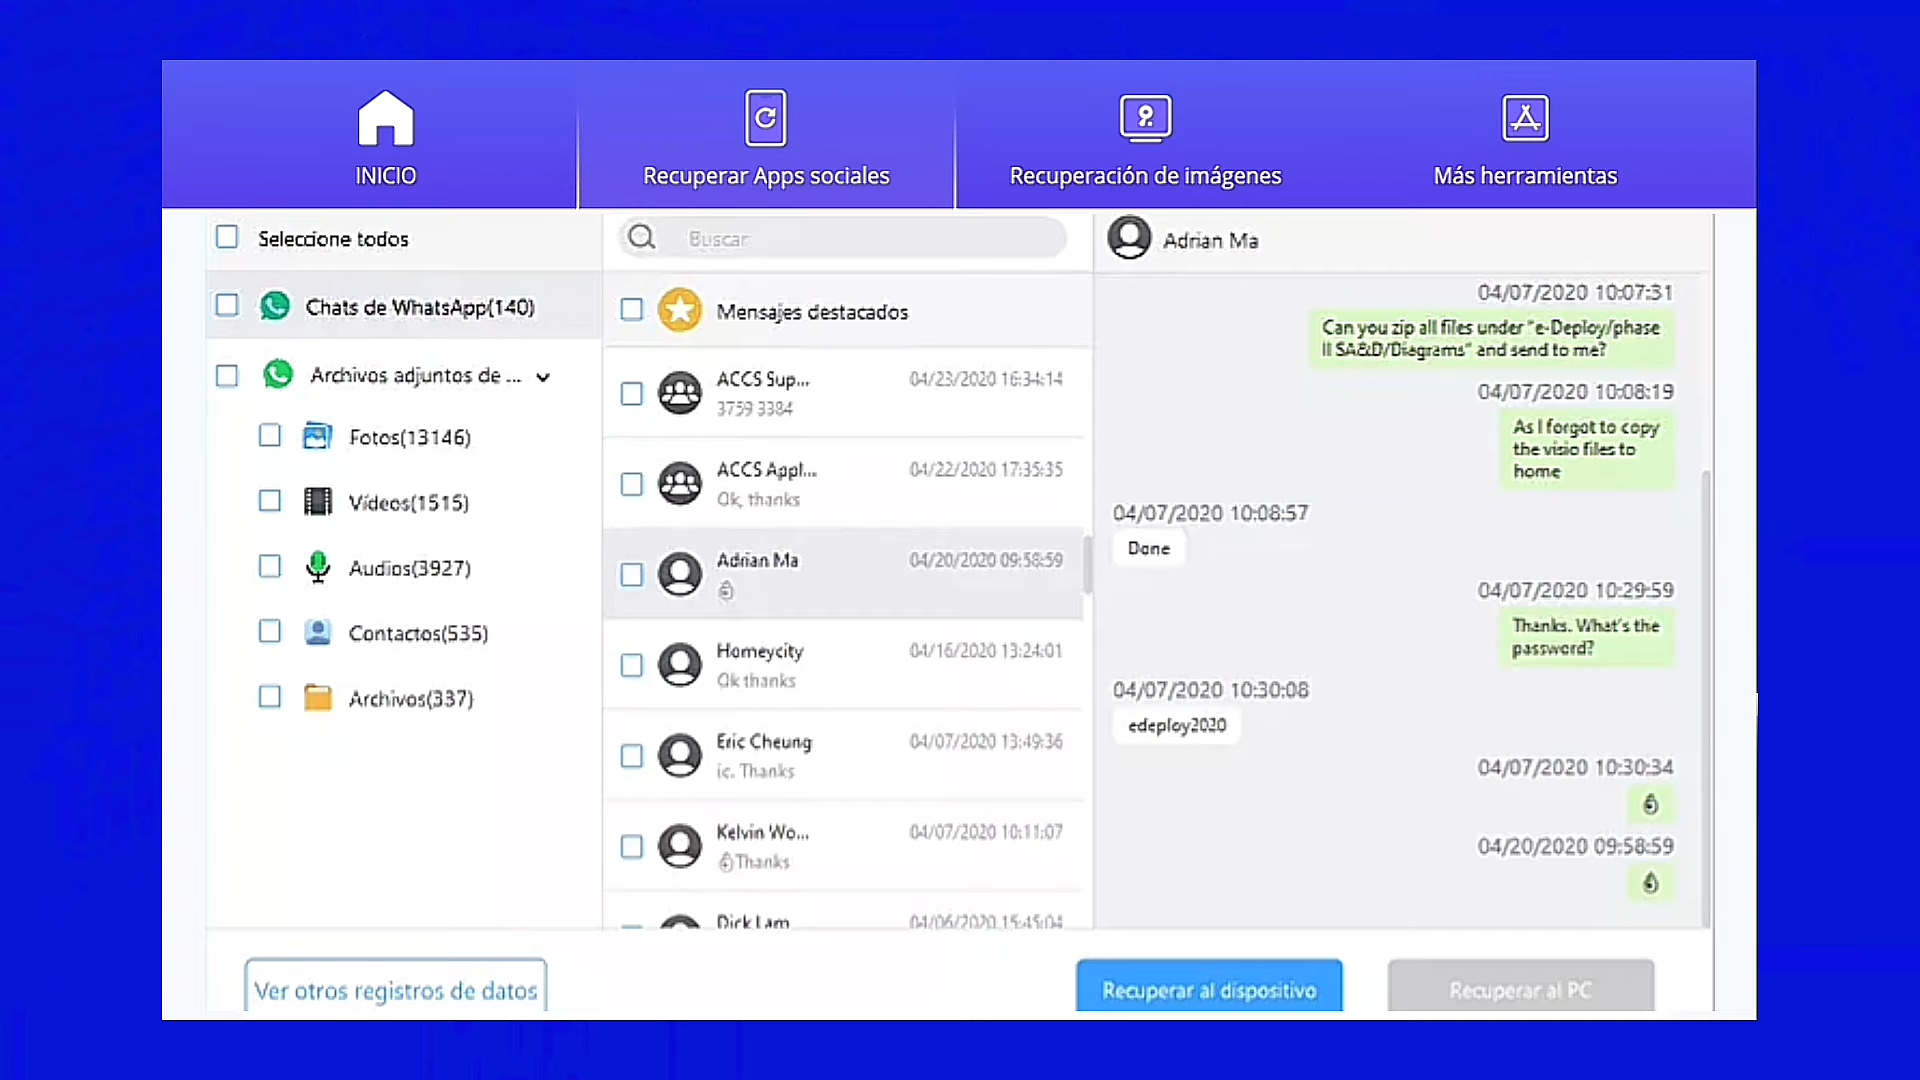 INICIO
Recuperar Apps sociales
Recuperación de imágenes
Más herramientas
Seleccione todos
Chats de WhatsApp(140)
Archivos adjuntos de ...
Fotos(13146)
Vídeos(1515)
Audios(3927)
Contactos(535)
Archivos(337)
Ver otros registros de datos
Buscar
Mensajes destacados
ACCS Sup... 04/23/2020 16:34:14
3759 3384
ACCS Appl... 04/22/2020 17:35:35
Ok, thanks
Adrian Ma 04/20/2020 09:58:59
Homeycity 04/16/2020 13:24:01
Ok thanks
Eric Cheung 04/07/2020 13:49:36
ic. Thanks
Kelvin Wo... 04/07/2020 10:11:07
Thanks
Dick Lam 04/06/2020 15:45:04
Adrian Ma
04/07/2020 10:07:31
Can you zip all files under "e-Deploy/phase
II SA&D/Diagrams" and send to me?
04/07/2020 10:08:19
As I forgot to copy
the visio files to
home
04/07/2020 10:08:57
Done
04/07/2020 10:29:59
Thanks. What's the
password?
04/07/2020 10:30:08
edeploy2020
04/07/2020 10:30:34
04/20/2020 09:58:59
Recuperar al dispositivo
Recuperar al PC